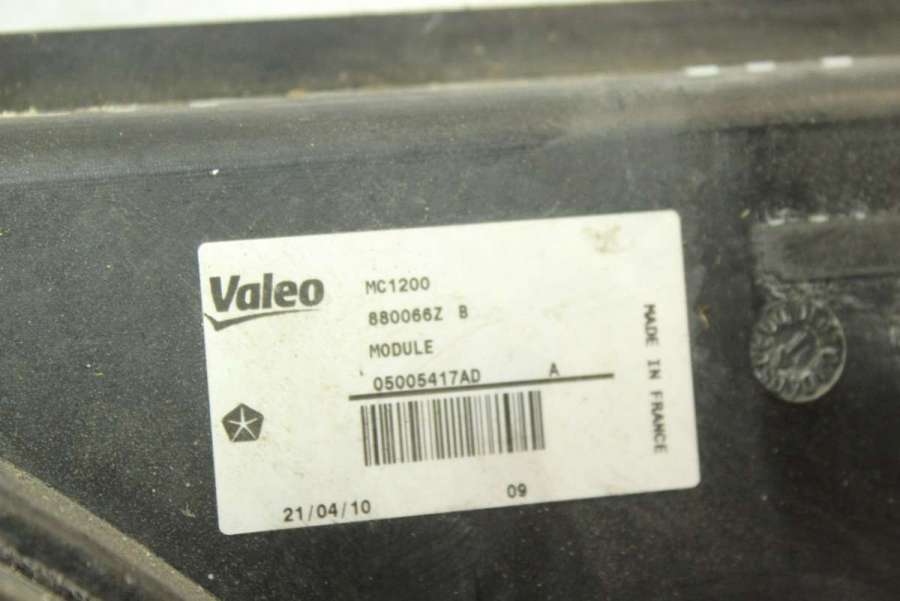 Valeo
MC1200
880066Z B
MODULE
05005417AD A
21/04/10
09
MADE IN FRANCE